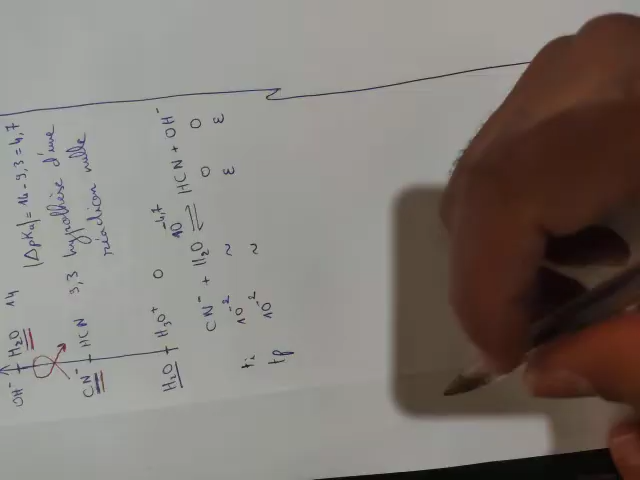 OH⁻ + H2O 14 |ΔpKa| = 14 - 9,3 = 4,7
CN⁻ + HCN 9,3 hypothèse d'une
réaction nulle
H2O + H3O⁺ 0
10^-4,7
CN⁻ + H2O ⇌ HCN + OH⁻
ti 10^-2 ~ 0 0
tf 10^-2 ~ ε ε